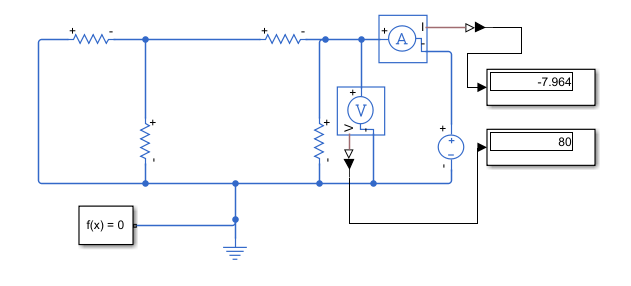 + -
+ -
+ A I -
-7.964
+ V V -
+ -
+ -
+ + - -
80
f(x) = 0